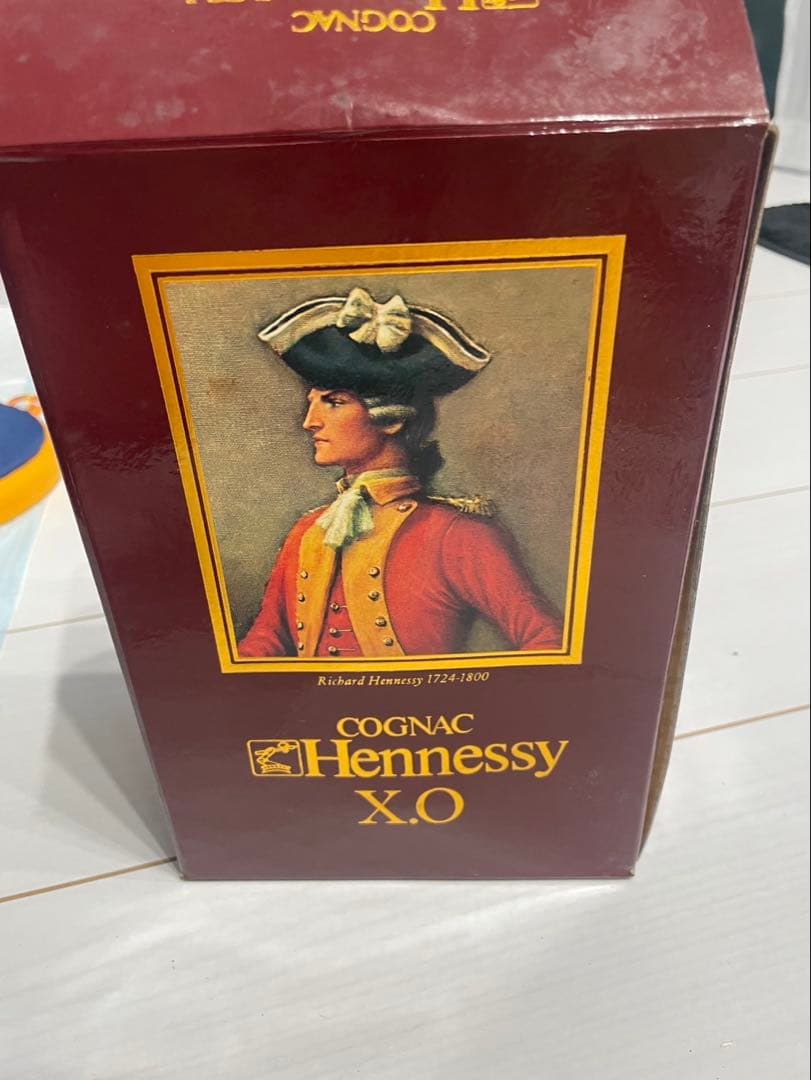 COGNAC
Richard Hennessy 1724-1800
COGNAC
Hennessy
X.O